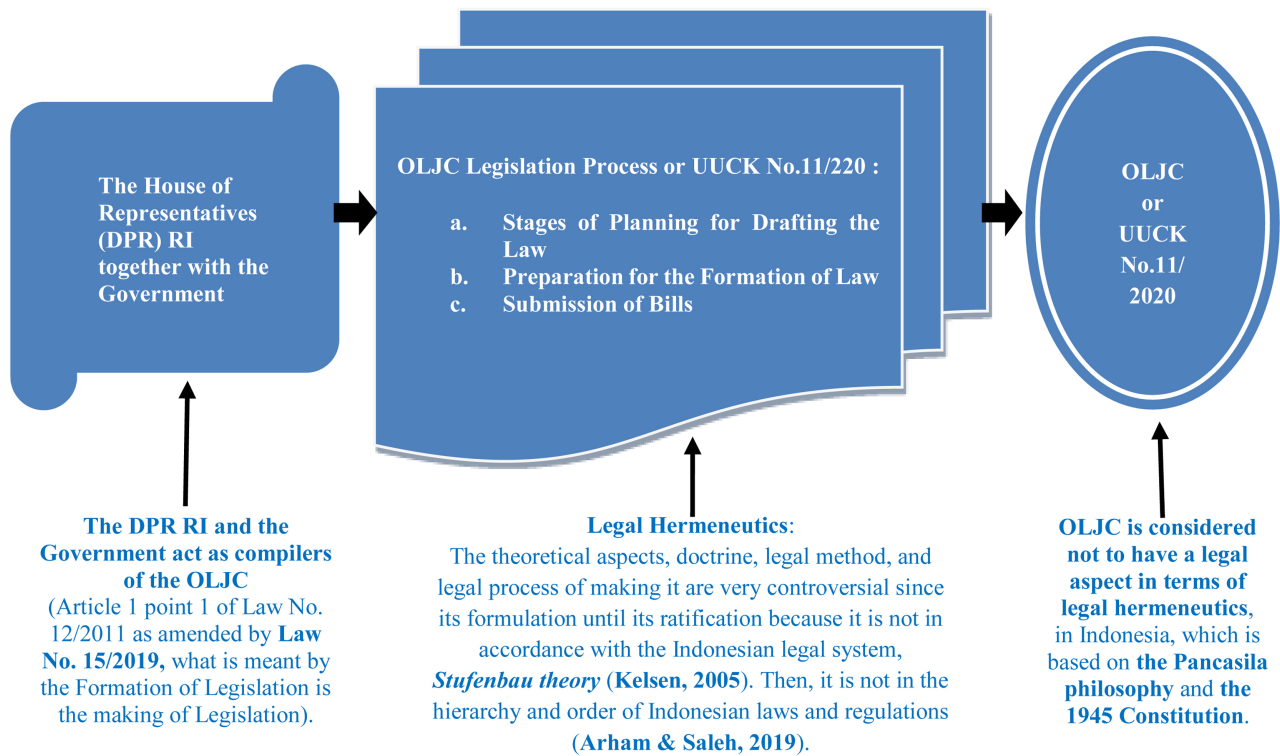 The House of
Representatives
(DPR) RI
together with the
Government
OLJC Legislation Process or UUCK No.11/220 :
a. Stages of Planning for Drafting the
Law
b. Preparation for the Formation of Law
c. Submission of Bills
OLJC
or
UUCK
No.11/
2020
The DPR RI and the
Government act as compilers
of the OLJC
(Article 1 point 1 of Law No.
12/2011 as amended by Law
No. 15/2019, what is meant by
the Formation of Legislation is
the making of Legislation).
Legal Hermeneutics:
The theoretical aspects, doctrine, legal method, and
legal process of making it are very controversial since
its formulation until its ratification because it is not in
accordance with the Indonesian legal system,
Stufenbau theory (Kelsen, 2005). Then, it is not in the
hierarchy and order of Indonesian laws and regulations
(Arham & Saleh, 2019).
OLJC is considered
not to have a legal
aspect in terms of
legal hermeneutics,
in Indonesia, which is
based on the Pancasila
philosophy and the
1945 Constitution.